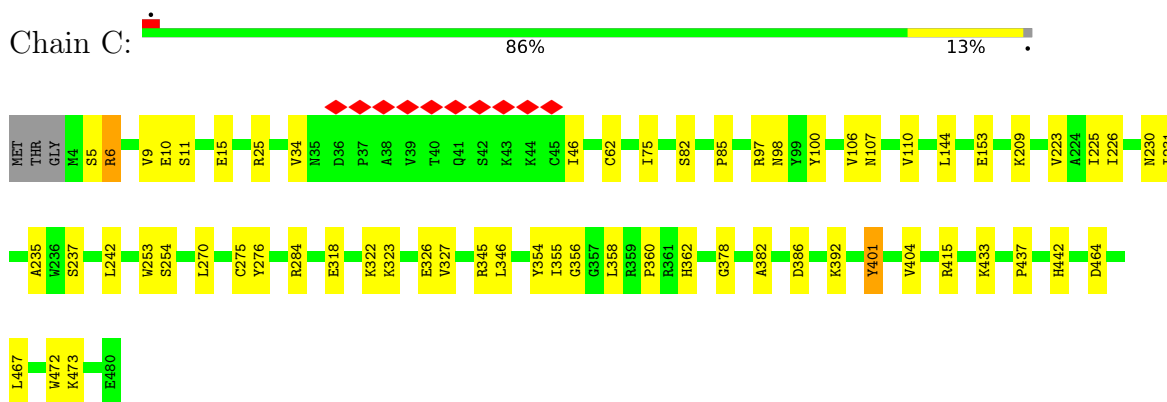 Chain C:
86% 13%
MET THR GLY M4 S5 R6 V9 E10 S11 E15 R25 V34 N35 D36 P37 A38 V39 T40 Q41 S42 K43 K44 C45 I46 C62 I75 S82 P85 R97 N98 Y99 Y100 V106 N107 V110 L144 E153 K209 V223 A224 I225 I226 N230
A235 W236 S237 L242 W253 S254 L270 C275 Y276 R284 E318 K322 K323 E326 V327 R345 L346 Y354 I355 G356 G357 L358 R359 P360 R361 H362 G378 A382 D386 K392 Y401 V404 R415 K433 P437 H442 D464
L467 W472 K473 E480